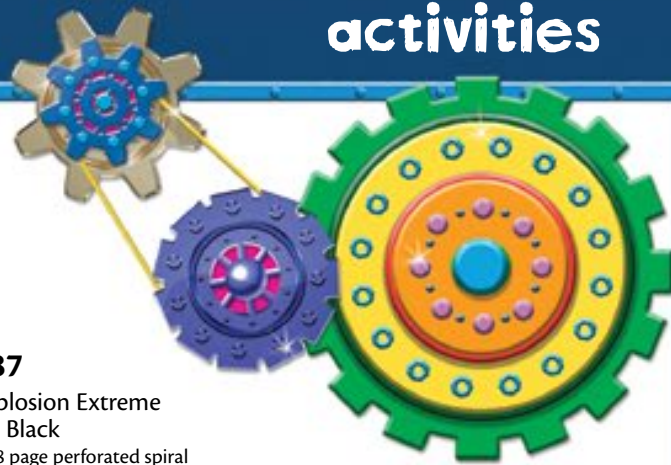 activities
37
plosion Extreme
Black
8 page perforated spiral